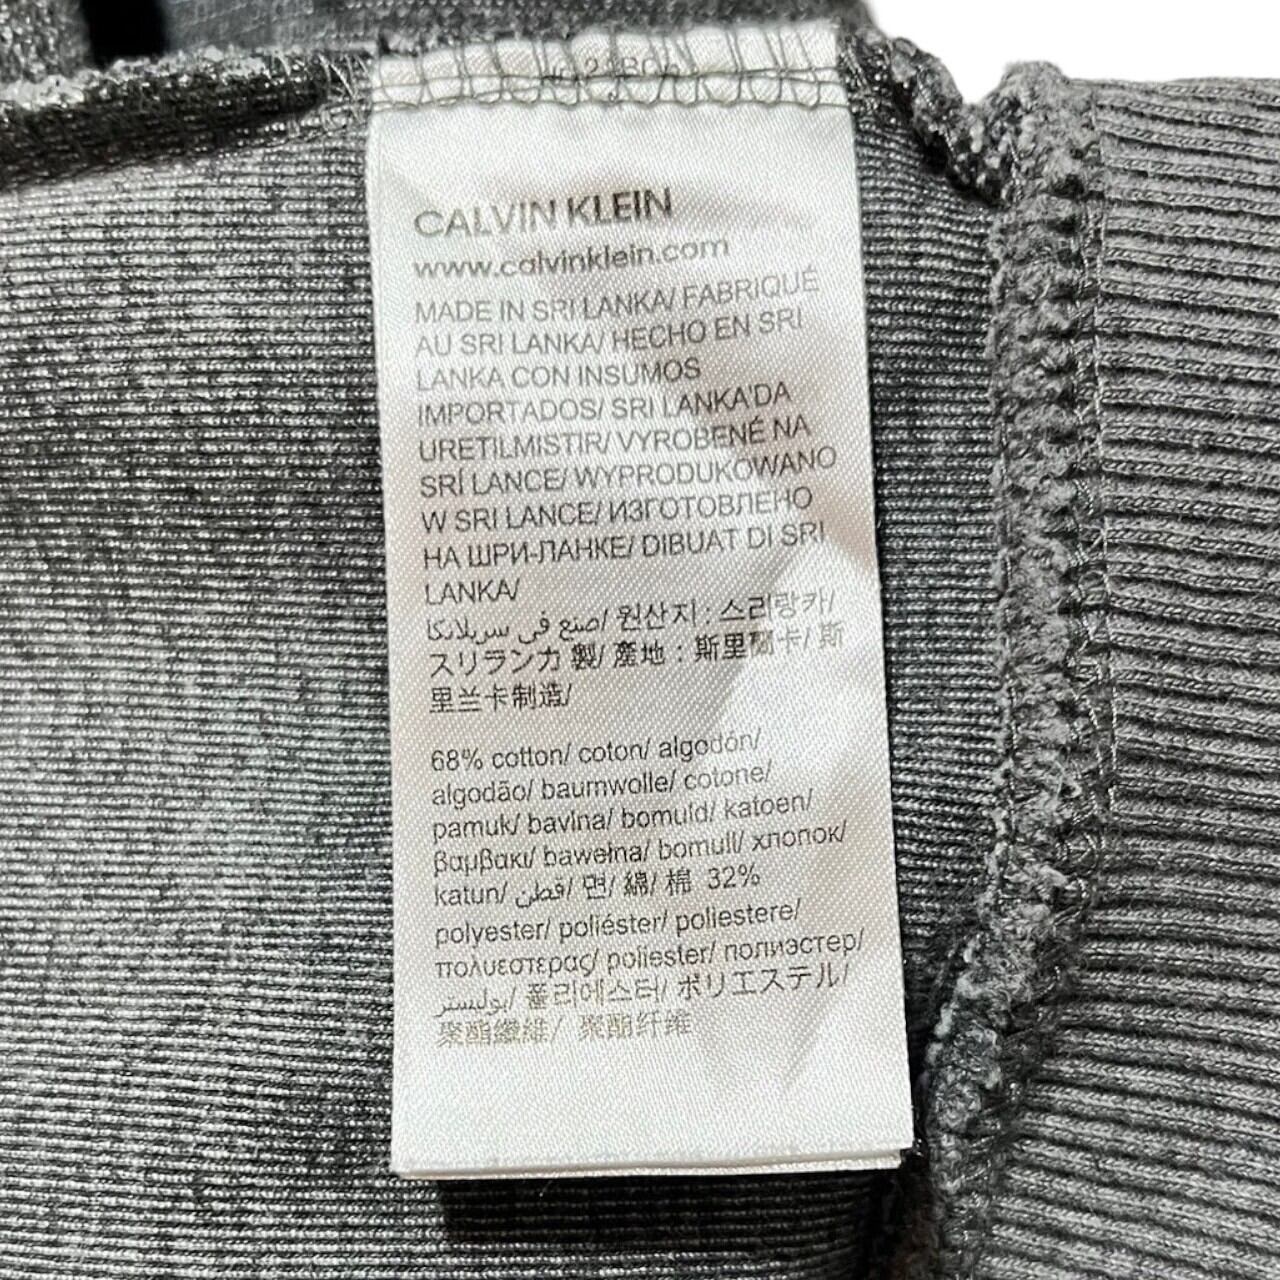 CALVIN KLEIN
www.calvinklein.com
MADE IN SRI LANKA/ FABRIQUÉ
AU SRI LANKA/ HECHO EN SRI
LANKA CON INSUMOS
IMPORTADOS/ SRI LANKA'DA
URETILMISTIR/ VYROBENÉ NA
SRÍ LANCE/ WYPRODUKOWANO
W SRI LANCE/ ИЗГОТОВЛЕНО
НА ШРИ-ЛАНКЕ/ DIBUAT DI SRI
LANKA/
صنع في سريلانكا/ 원산지 : 스리랑카/
スリランカ 製/ 產地 : 斯里蘭卡/ 斯
里兰卡制造/
68% cotton/ coton/ algodón/
algodão/ baumwolle/ cotone/
pamuk/ bavlna/ bomuld/ katoen/
βαμβακι/ bawełna/ bomull/ хлопок/
katun/ قطن/ 면/ 綿/ 棉 32%
polyester/ poliéster/ poliestere/
πολυεστερας/ poliester/ полиэстер/
بوليستر/ 폴리에스터/ ポリエステル/
聚酯纖維/ 聚酯纤维